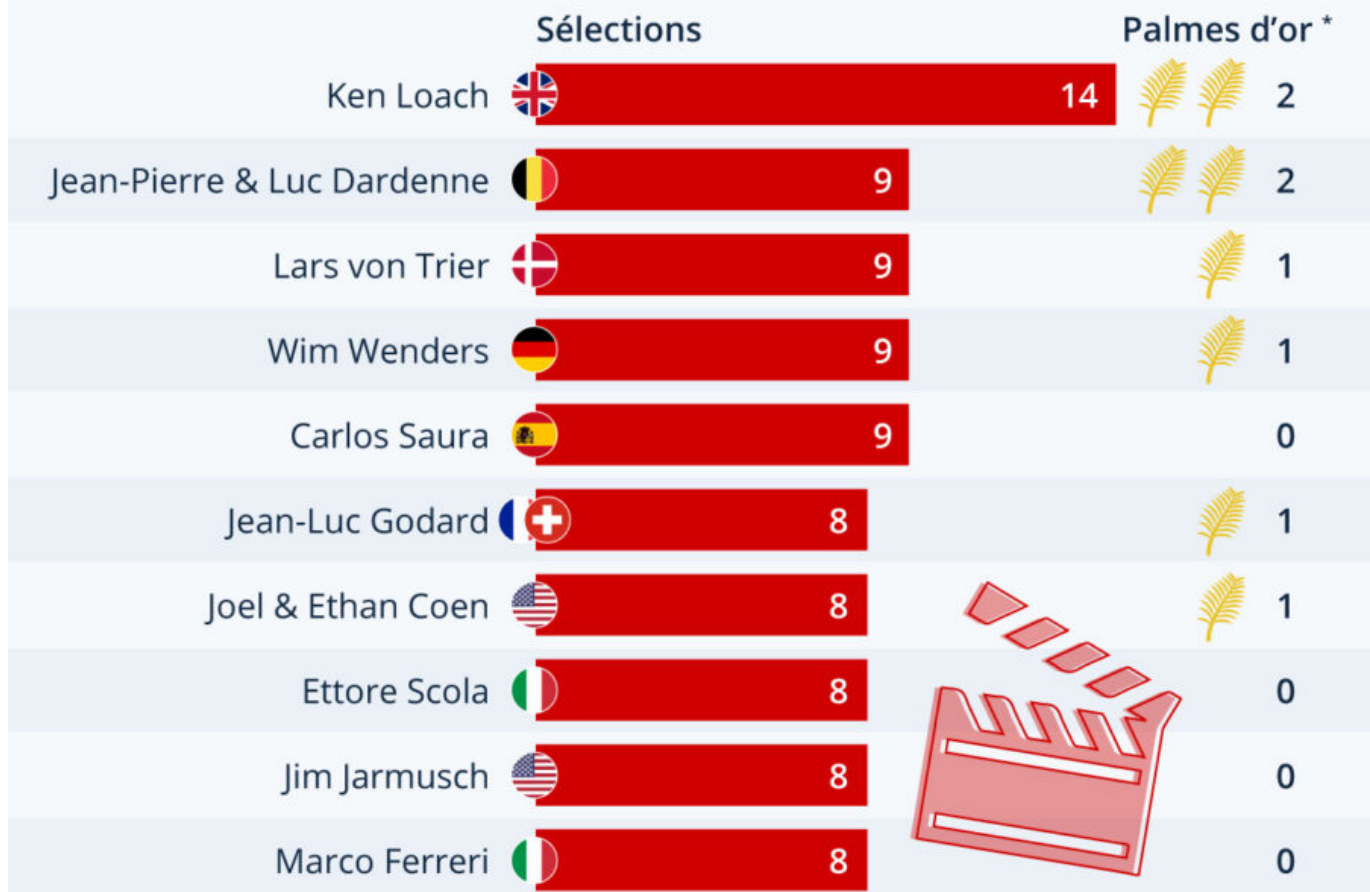 Sélections Palmes d'or *
Ken Loach 14 2
Jean-Pierre & Luc Dardenne 9 2
Lars von Trier 9 1
Wim Wenders 9 1
Carlos Saura 9 0
Jean-Luc Godard 8 1
Joel & Ethan Coen 8 1
Ettore Scola 8 0
Jim Jarmusch 8 0
Marco Ferreri 8 0